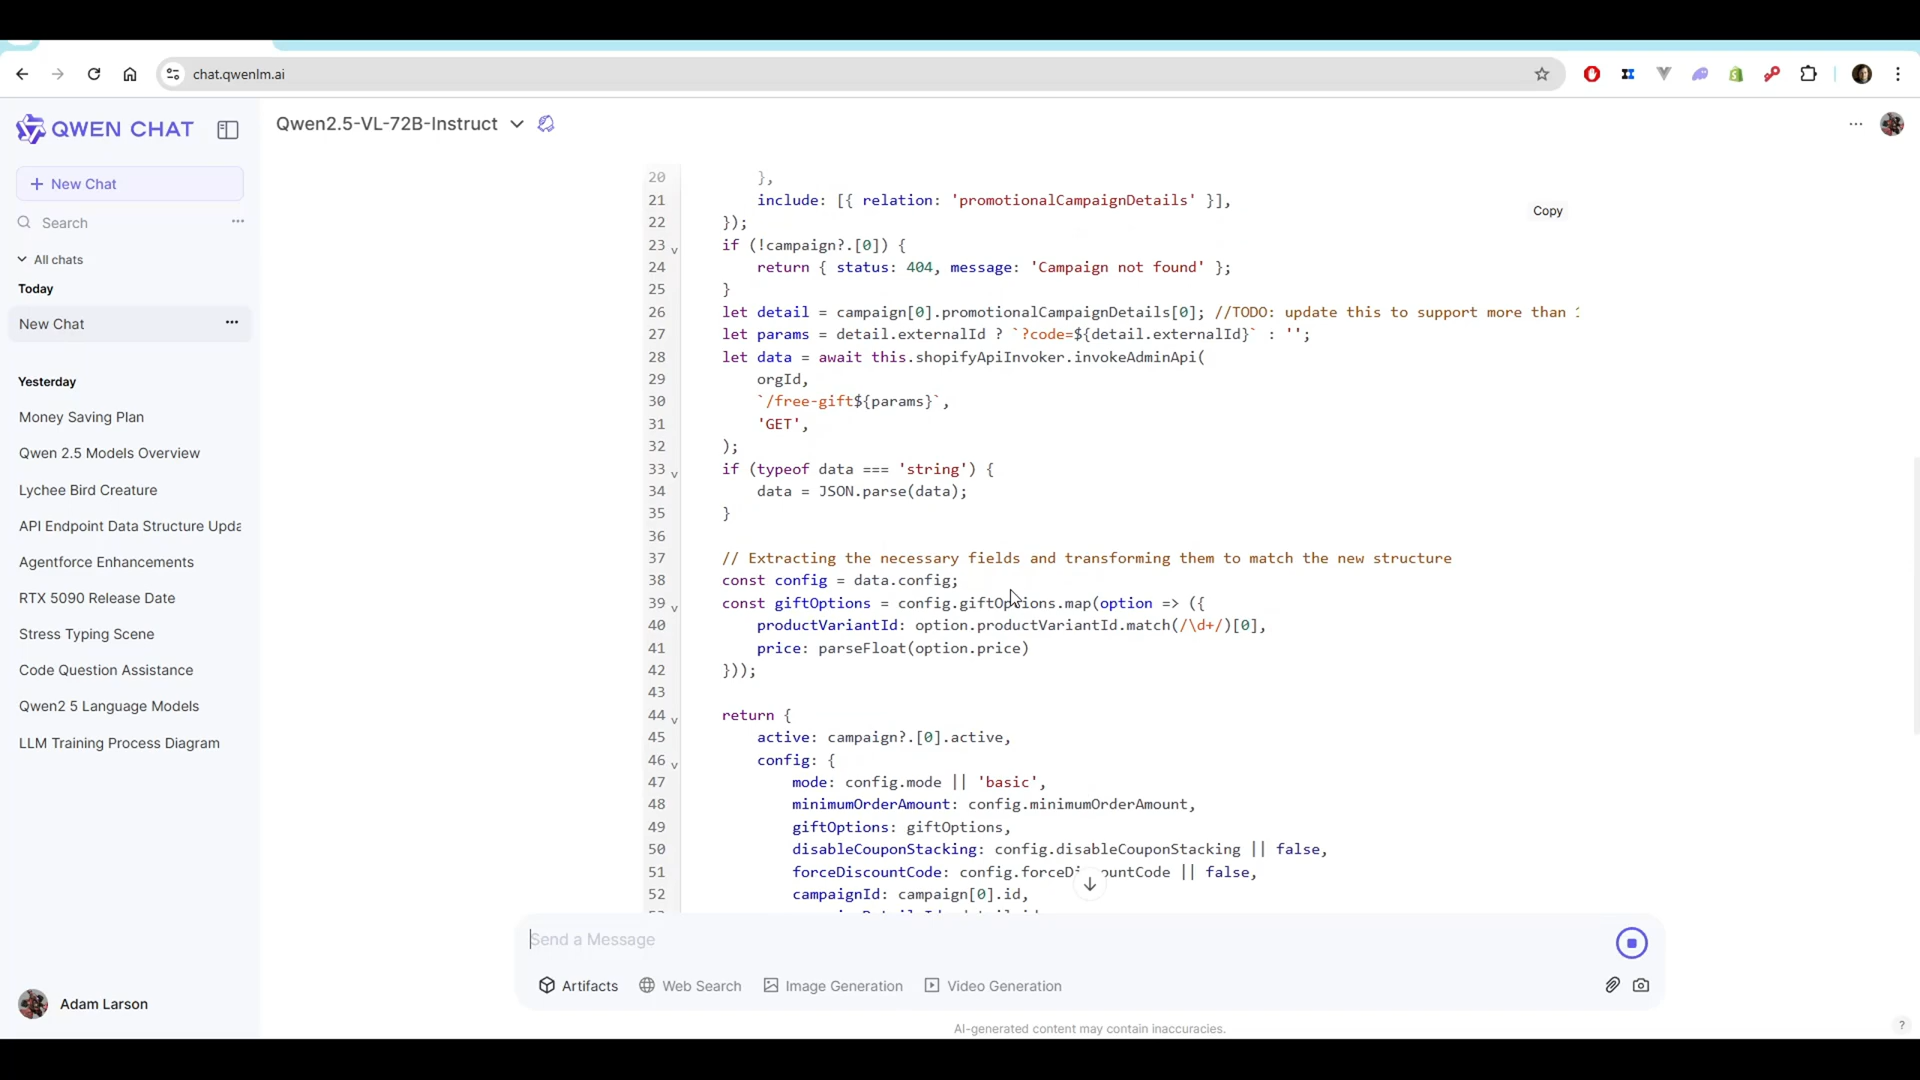 chat.qwenlm.ai
QWEN CHAT
Qwen2.5-VL-72B-Instruct
+ New Chat
Search
All chats
Today
New Chat
Yesterday
Money Saving Plan
Qwen 2.5 Models Overview
Lychee Bird Creature
API Endpoint Data Structure Upda
Agentforce Enhancements
RTX 5090 Release Date
Stress Typing Scene
Code Question Assistance
Qwen2 5 Language Models
LLM Training Process Diagram
Adam Larson
Copy
20 },
21 include: [{ relation: 'promotionalCampaignDetails' }],
22 });
23 if (!campaign?.[0]) {
24 return { status: 404, message: 'Campaign not found' };
25 }
26 let detail = campaign[0].promotionalCampaignDetails[0]; //TODO: update this to support more than
27 let params = detail.externalId ? `?code=${detail.externalId}` : '';
28 let data = await this.shopifyApiInvoker.invokeAdminApi(
29 orgId,
30 `/free-gift${params}`,
31 'GET',
32 );
33 if (typeof data === 'string') {
34 data = JSON.parse(data);
35 }
36
37 // Extracting the necessary fields and transforming them to match the new structure
38 const config = data.config;
39 const giftOptions = config.giftOptions.map(option => ({
40 productVariantId: option.productVariantId.match(/\d+/)[0],
41 price: parseFloat(option.price)
42 }));
43
44 return {
45 active: campaign?.[0].active,
46 config: {
47 mode: config.mode || 'basic',
48 minimumOrderAmount: config.minimumOrderAmount,
49 giftOptions: giftOptions,
50 disableCouponStacking: config.disableCouponStacking || false,
51 forceDiscountCode: config.forceDiscountCode || false,
52 campaignId: campaign[0].id,
Send a Message
Artifacts Web Search Image Generation Video Generation
AI-generated content may contain inaccuracies.
?